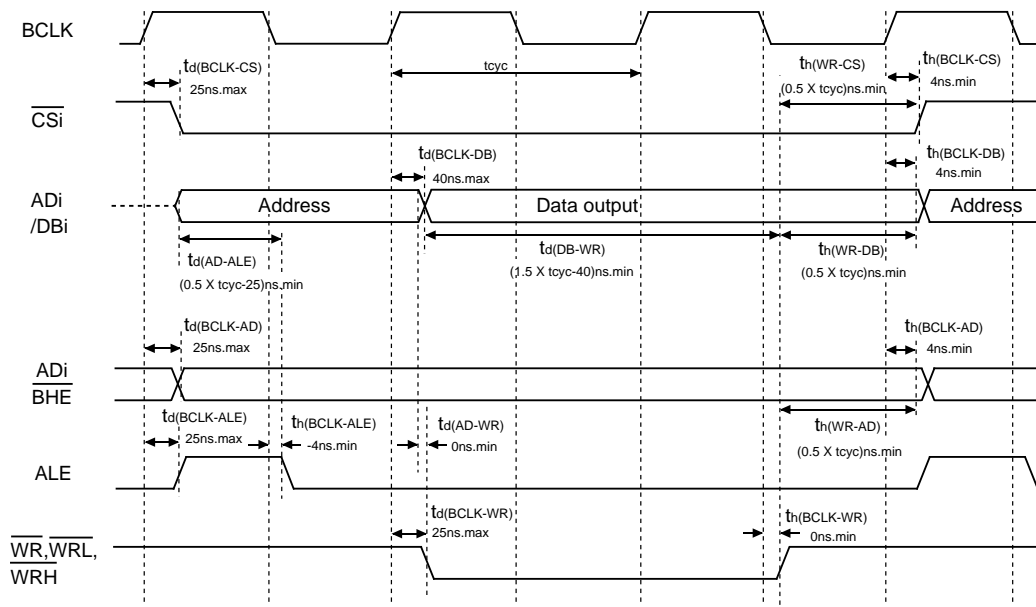 BCLK
td(BCLK-CS)
25ns.max
tcyc
th(WR-CS)
(0.5 X tcyc)ns.min
th(BCLK-CS)
4ns.min
CSi
td(BCLK-DB)
40ns.max
th(BCLK-DB)
4ns.min
ADi
/DBi
Address
Data output
Address
td(AD-ALE)
(0.5 X tcyc-25)ns.min
td(DB-WR)
(1.5 X tcyc-40)ns.min
th(WR-DB)
(0.5 X tcyc)ns.min
td(BCLK-AD)
25ns.max
th(BCLK-AD)
4ns.min
ADi
BHE
td(BCLK-ALE)
25ns.max
th(BCLK-ALE)
-4ns.min
td(AD-WR)
0ns.min
th(WR-AD)
(0.5 X tcyc)ns.min
ALE
td(BCLK-WR)
25ns.max
th(BCLK-WR)
0ns.min
WR,WRL,
WRH